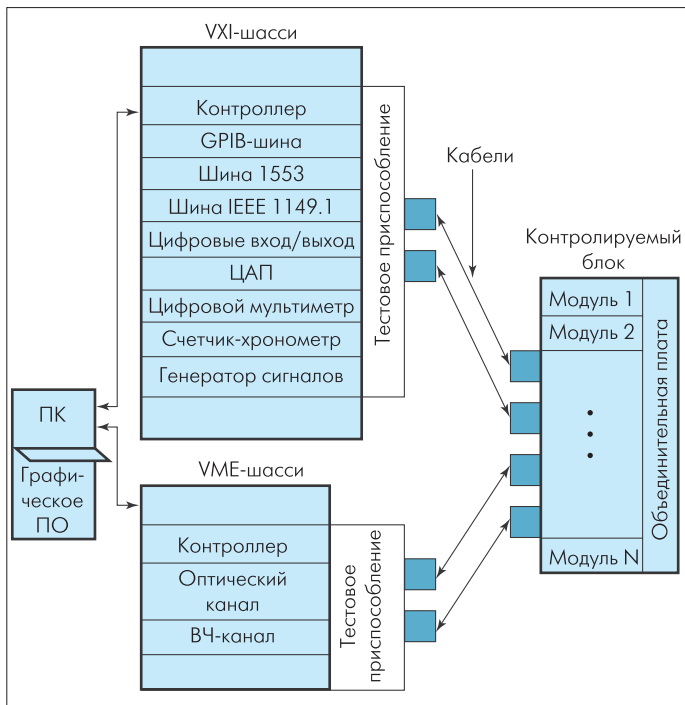 VXI-шасси
Контроллер
GPIB-шина
Шина 1553
Шина IEEE 1149.1
Цифровые вход/выход
ЦАП
Цифровой мультиметр
Счетчик-хронометр
Генератор сигналов
Тестовое приспособление
Кабели
Контролируемый
блок
Модуль 1
Модуль 2
Модуль N
Объединительная плата
ПК
Графи-
ческое
ПО
VME-шасси
Контроллер
Оптический
канал
ВЧ-канал
Тестовое
приспособление